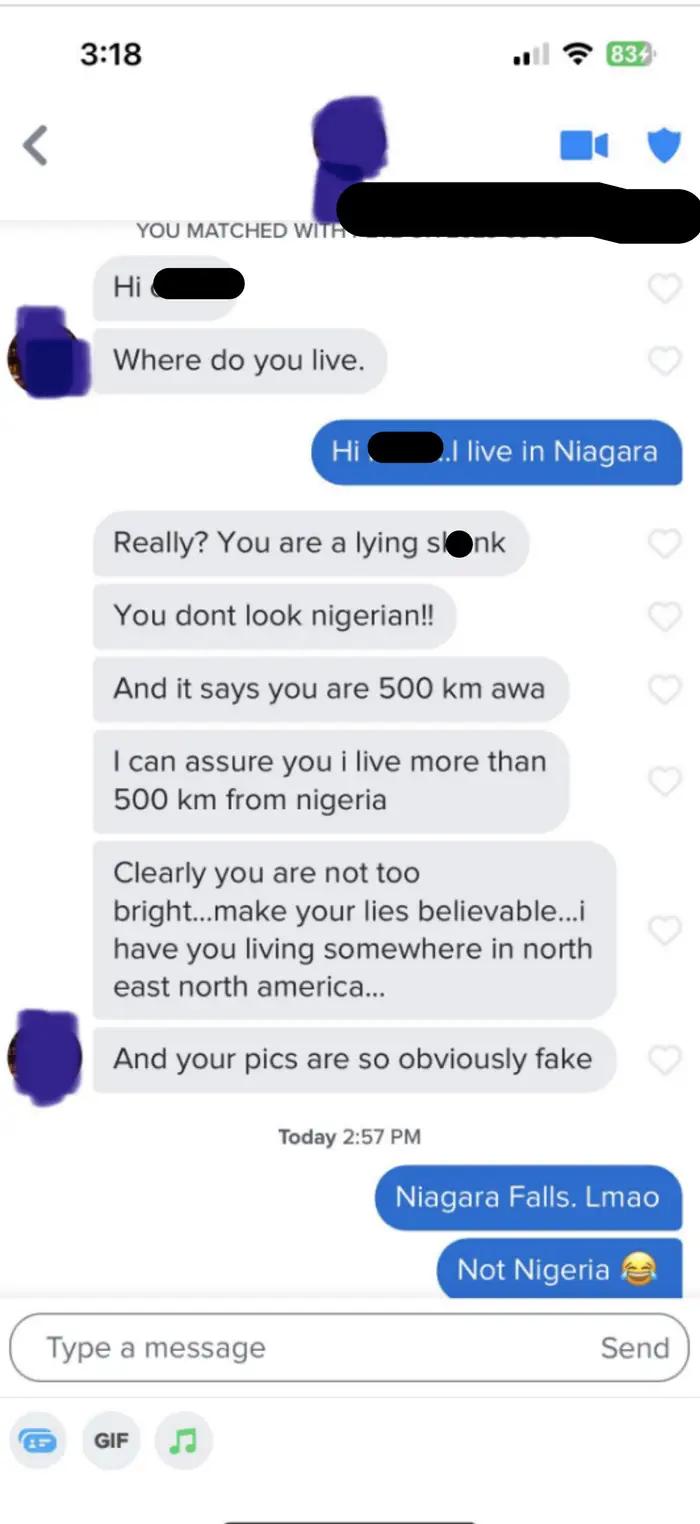 3:18
83
YOU MATCHED WITH
Hi
Where do you live.
Hi ..I live in Niagara
Really? You are a lying sk nk
You dont look nigerian!!
And it says you are 500 km awa
I can assure you i live more than
500 km from nigeria
Clearly you are not too
bright...make your lies believable...i
have you living somewhere in north
east north america...
And your pics are so obviously fake
Today 2:57 PM
Niagara Falls. Lmao
Not Nigeria 😂
Type a message
Send
GIF